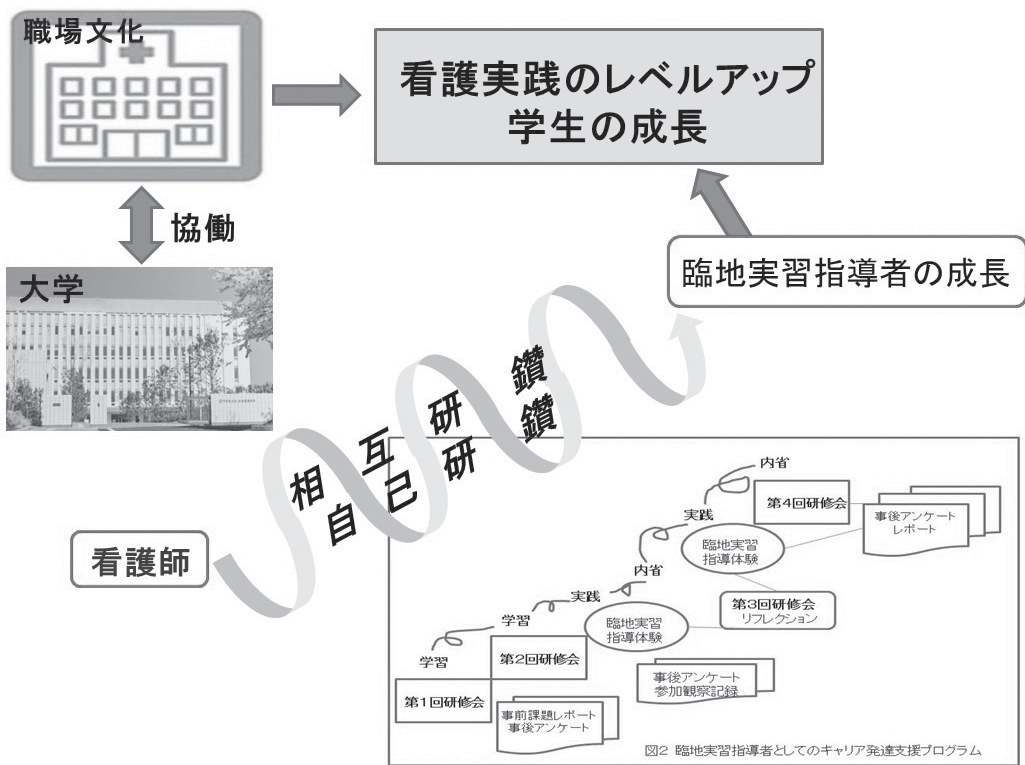 職場文化
看護実践のレベルアップ
学生の成長
協働
大学
臨地実習指導者の成長
相互研鑽
自己研鑽
看護師
内省
第4回研修会
事後アンケート
レポート
実践
臨地実習
指導体験
内省
第3回研修会
リフレクション
実践
臨地実習
指導体験
学習
第2回研修会
事後アンケート
参加観察記録
学習
第1回研修会
事前課題レポート
事後アンケート
図2 臨地実習指導者としてのキャリア発達支援プログラム